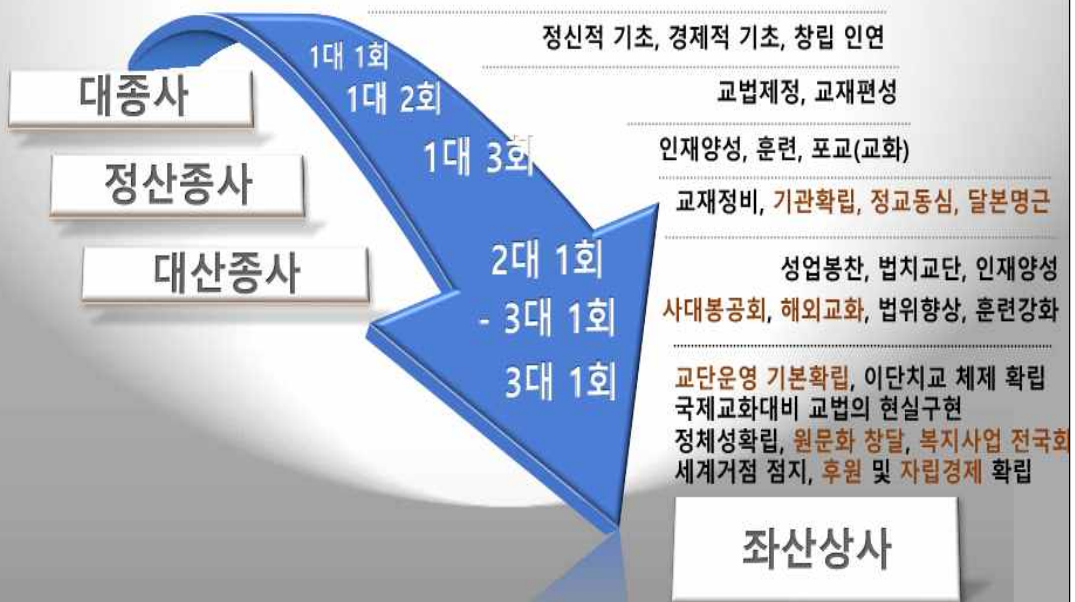 정신적 기초, 경제적 기초, 창립 인연
1대 1회
대종사
1대 2회
교법제정, 교재편성
1대 3회
인재양성, 훈련, 포교(교화)
정산종사
교재정비, 기관확립, 정교동심, 달본명근
대산종사
2대 1회
성업봉찬, 법치교단, 인재양성
- 3대 1회
사대봉공회, 해외교화, 법위향상, 훈련강화
3대 1회
교단운영 기본확립, 이단치교 체제 확립
국제교화대비 교법의 현실구현
정체성확립, 원문화 창달, 복지사업 전국화
세계거점 점지, 후원 및 자립경제 확립
좌산상사